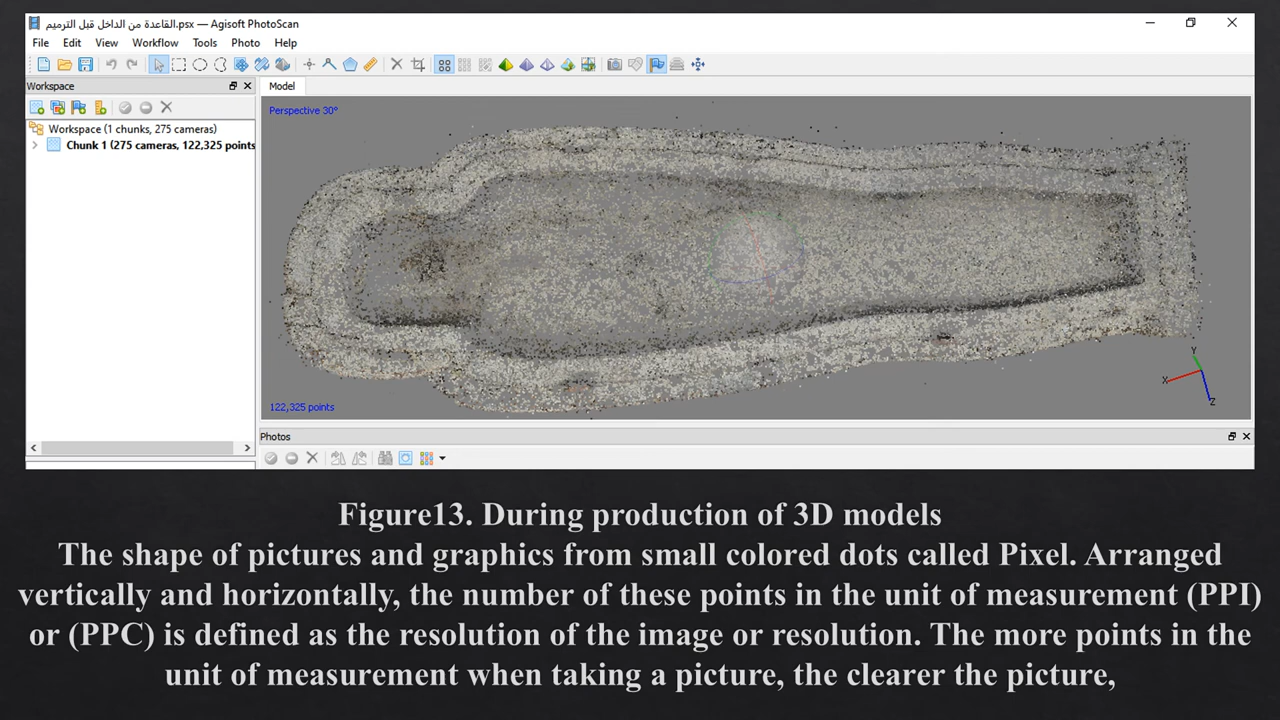 القاعدة من الداخل قبل الترميم.psx — Agisoft PhotoScan
File Edit View Workflow Tools Photo Help
Workspace
Model
Workspace (1 chunks, 275 cameras)
Chunk 1 (275 cameras, 122,325 points
Perspective 30°
Y
X
Z
122,325 points
Photos
Figure13. During production of 3D models
The shape of pictures and graphics from small colored dots called Pixel. Arranged
vertically and horizontally, the number of these points in the unit of measurement (PPI)
or (PPC) is defined as the resolution of the image or resolution. The more points in the
unit of measurement when taking a picture, the clearer the picture,